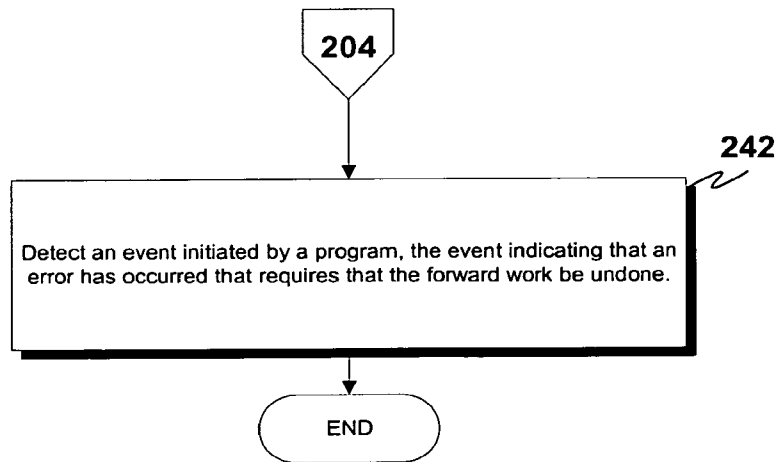 204
242
Detect an event initiated by a program, the event indicating that an
error has occurred that requires that the forward work be undone.
END